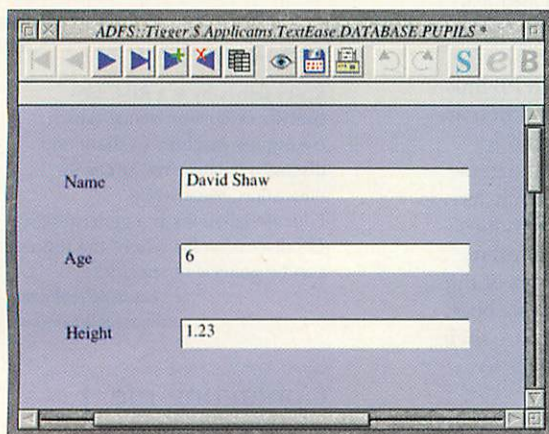 ADFS::Tigger.$.Applicatns.TextEase.DATABASE.PUPILS *
S e B
Name David Shaw
Age 6
Height 1.23